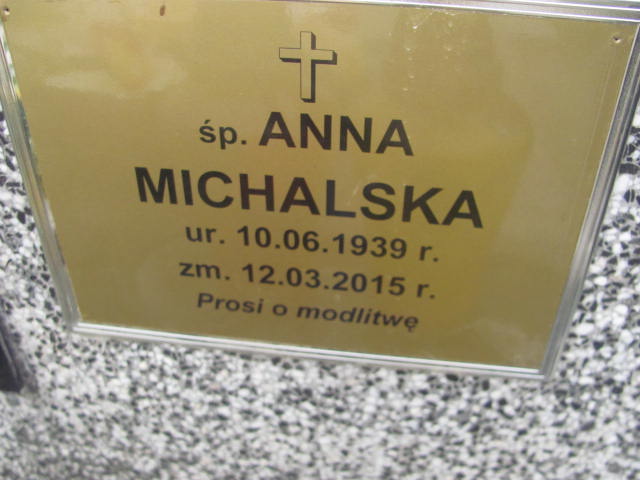 śp. ANNA
MICHALSKA
ur. 10.06.1939 r.
zm. 12.03.2015 r.
Prosi o modlitwę